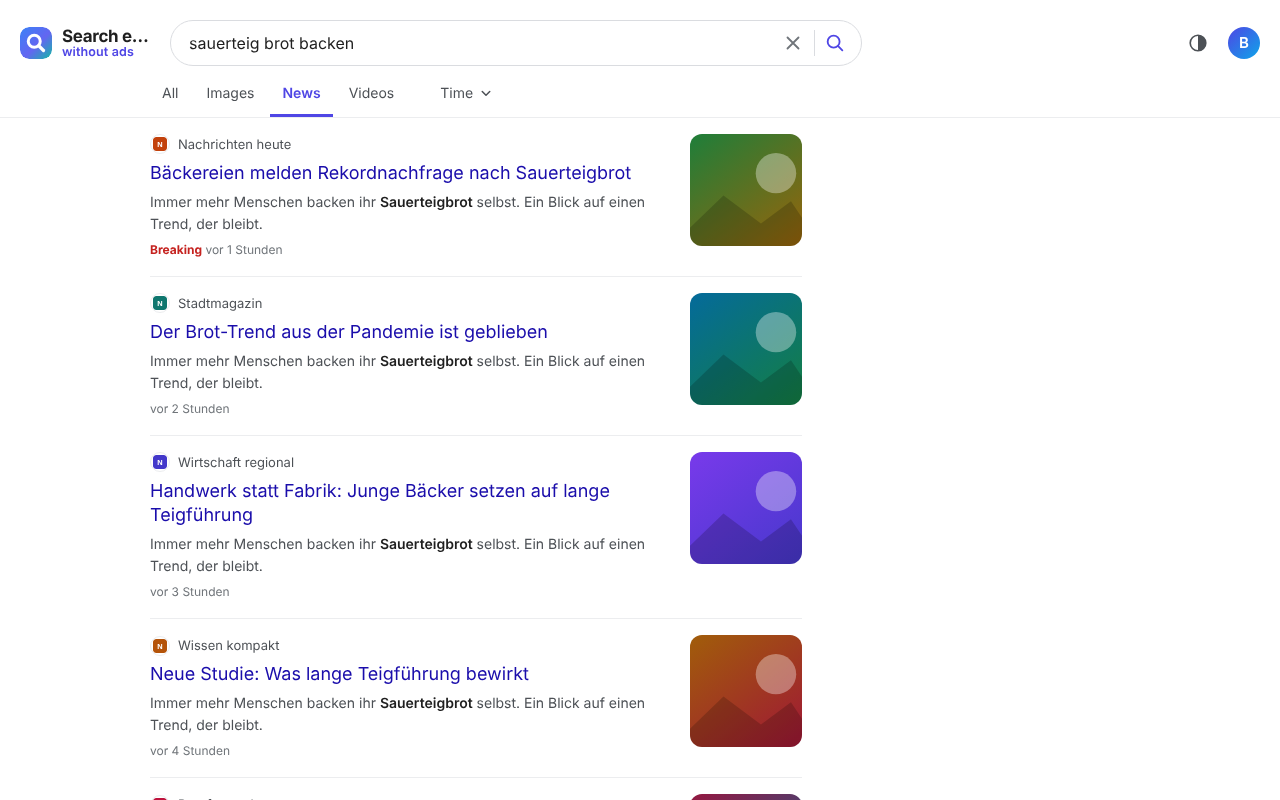 Search e...
without ads
sauerteig brot backen
B
All Images News Videos Time
N Nachrichten heute
Bäckereien melden Rekordnachfrage nach Sauerteigbrot
Immer mehr Menschen backen ihr Sauerteigbrot selbst. Ein Blick auf einen
Trend, der bleibt.
Breaking vor 1 Stunden
N Stadtmagazin
Der Brot-Trend aus der Pandemie ist geblieben
Immer mehr Menschen backen ihr Sauerteigbrot selbst. Ein Blick auf einen
Trend, der bleibt.
vor 2 Stunden
N Wirtschaft regional
Handwerk statt Fabrik: Junge Bäcker setzen auf lange
Teigführung
Immer mehr Menschen backen ihr Sauerteigbrot selbst. Ein Blick auf einen
Trend, der bleibt.
vor 3 Stunden
N Wissen kompakt
Neue Studie: Was lange Teigführung bewirkt
Immer mehr Menschen backen ihr Sauerteigbrot selbst. Ein Blick auf einen
Trend, der bleibt.
vor 4 Stunden